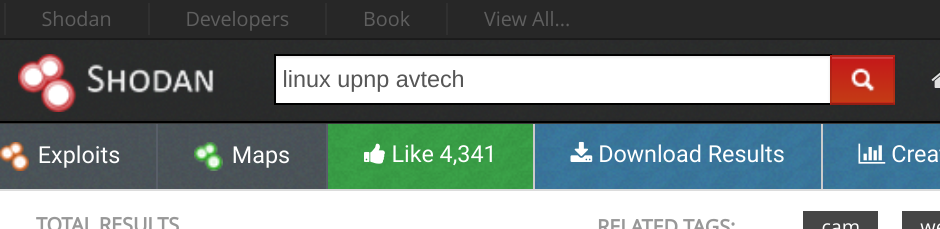 Shodan Developers Book View All...
SHODAN linux upnp avtech
Exploits Maps Like 4,341 Download Results
TOTAL RESULTS RELATED TAGS: cam